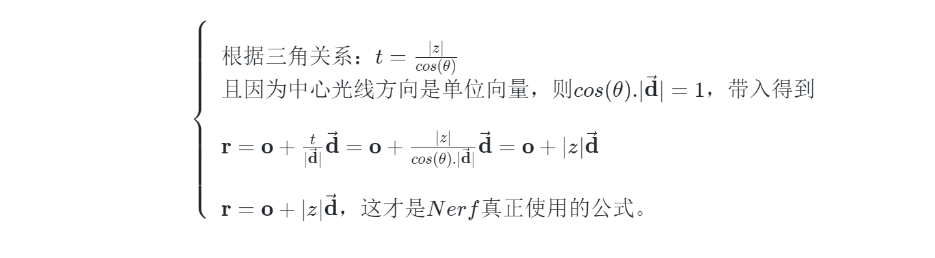 根据三角关系：$t = \frac{|z|}{cos(\theta)}$
且因为中心光线方向是单位向量，则$cos(\theta).|\vec{\mathbf{d}}| = 1$，带入得到
$\mathbf{r} = \mathbf{o} + \frac{t}{|\vec{\mathbf{d}}|}\vec{\mathbf{d}} = \mathbf{o} + \frac{|z|}{cos(\theta).|\vec{\mathbf{d}}|}\vec{\mathbf{d}} = \mathbf{o} + |z|\vec{\mathbf{d}}$
$\mathbf{r} = \mathbf{o} + |z|\vec{\mathbf{d}}$，这才是$Nerf$真正使用的公式。